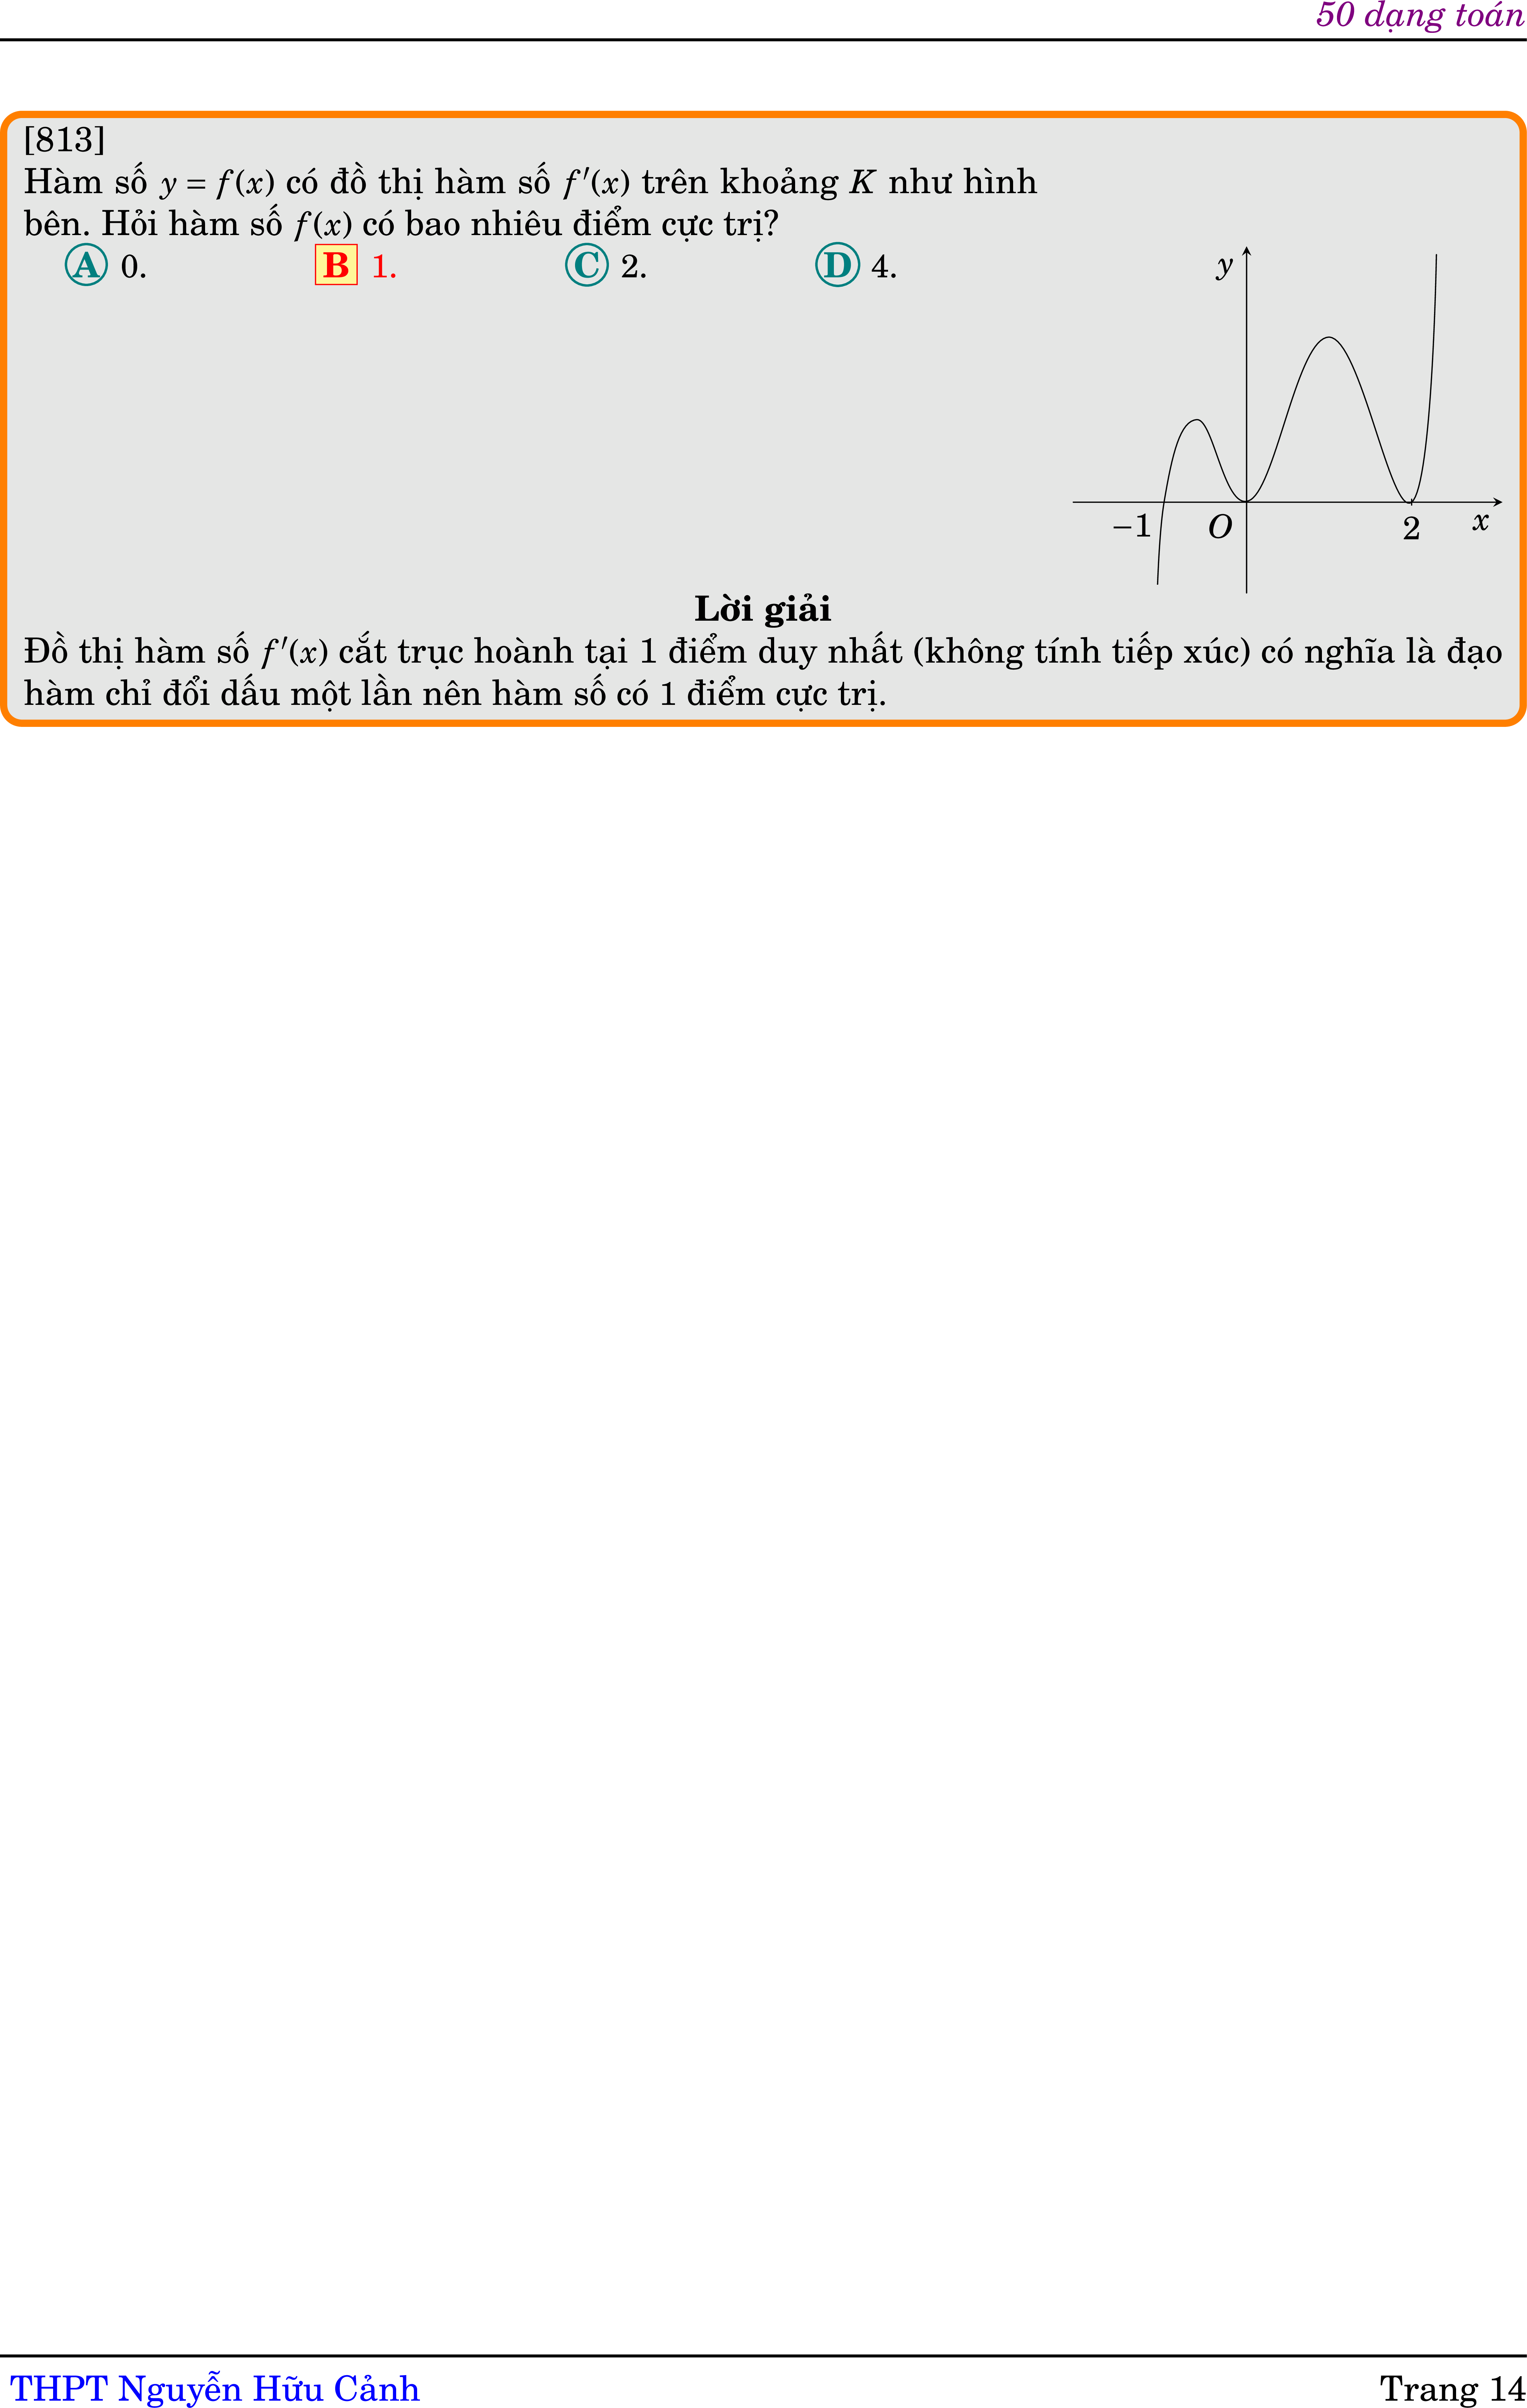 50 dạng toán
[813]
Hàm số y = f(x) có đồ thị hàm số f′(x) trên khoảng K như hình
bên. Hỏi hàm số f(x) có bao nhiêu điểm cực trị?
A 0. B 1. C 2. D 4.
y
−1 O 2 x
Lời giải
Đồ thị hàm số f′(x) cắt trục hoành tại 1 điểm duy nhất (không tính tiếp xúc) có nghĩa là đạo
hàm chỉ đổi dấu một lần nên hàm số có 1 điểm cực trị.
THPT Nguyễn Hữu Cảnh Trang 14